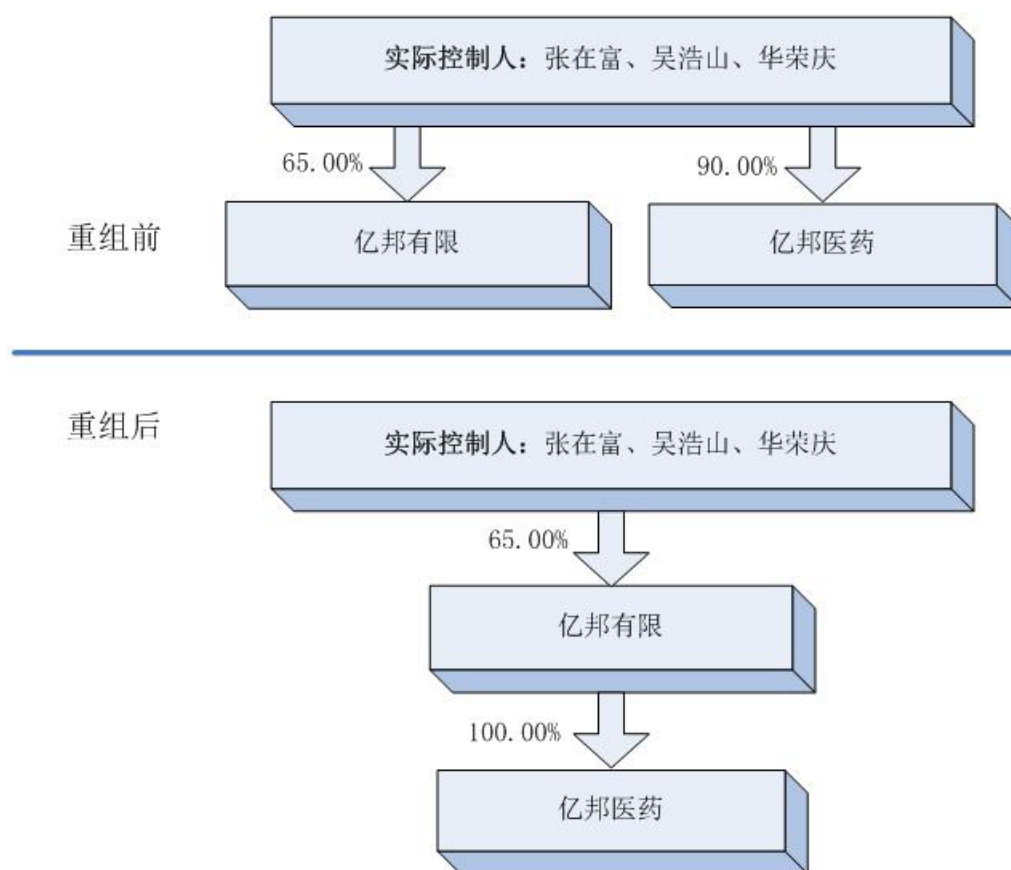 实际控制人：张在富、吴浩山、华荣庆
65.00%
90.00%
重组前
亿邦有限
亿邦医药
重组后
实际控制人：张在富、吴浩山、华荣庆
65.00%
亿邦有限
100.00%
亿邦医药